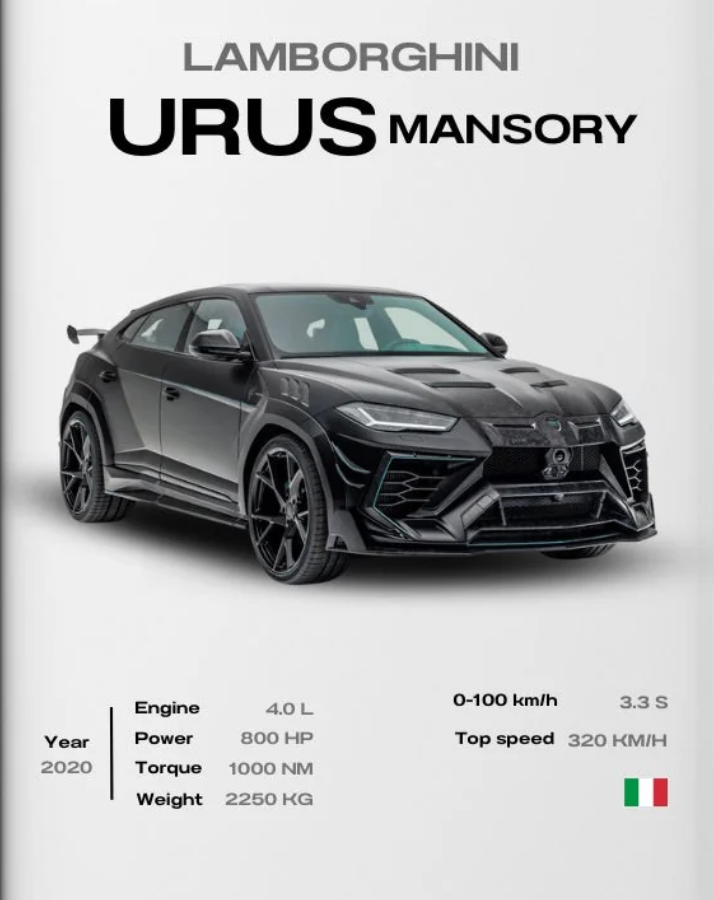 LAMBORGHINI
URUS MANSORY
Year
2020
Engine 4.0 L
Power 800 HP
Torque 1000 NM
Weight 2250 KG
0-100 km/h 3.3 S
Top speed 320 KM/H